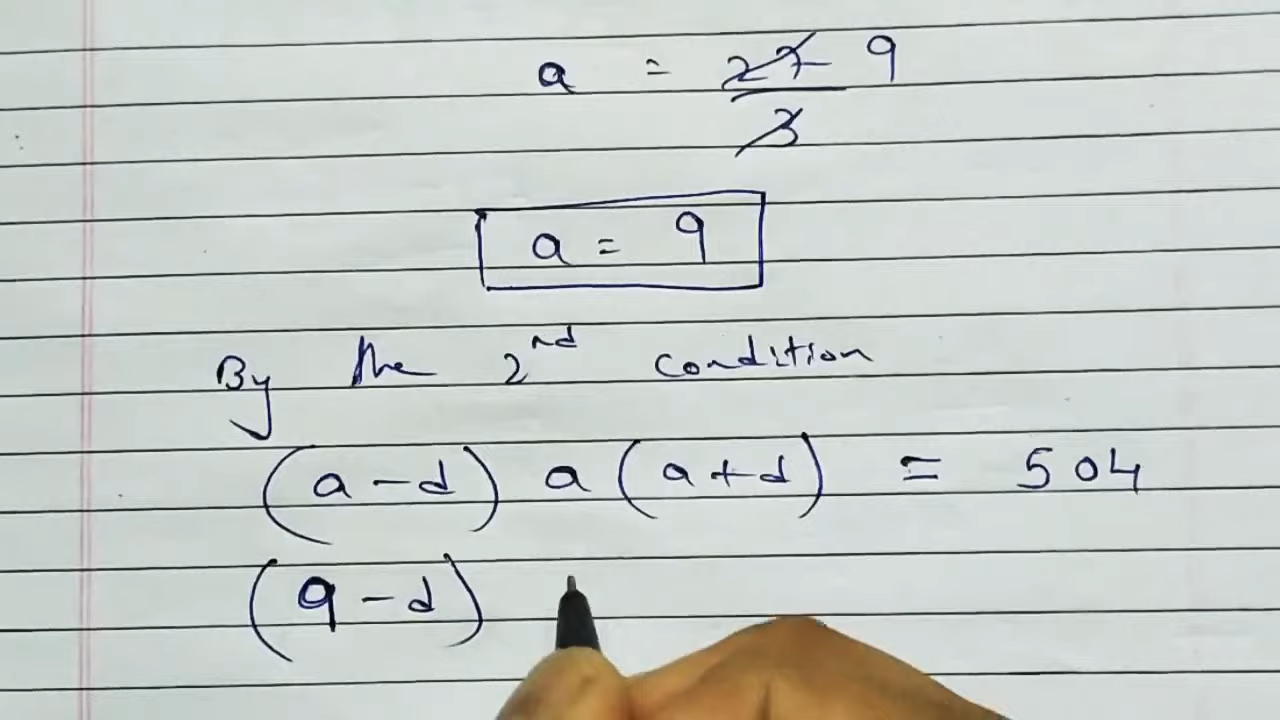 a = 27 9
3
a = 9
By the 2nd condition
(a - d) a (a + d) = 504
(9 - d)